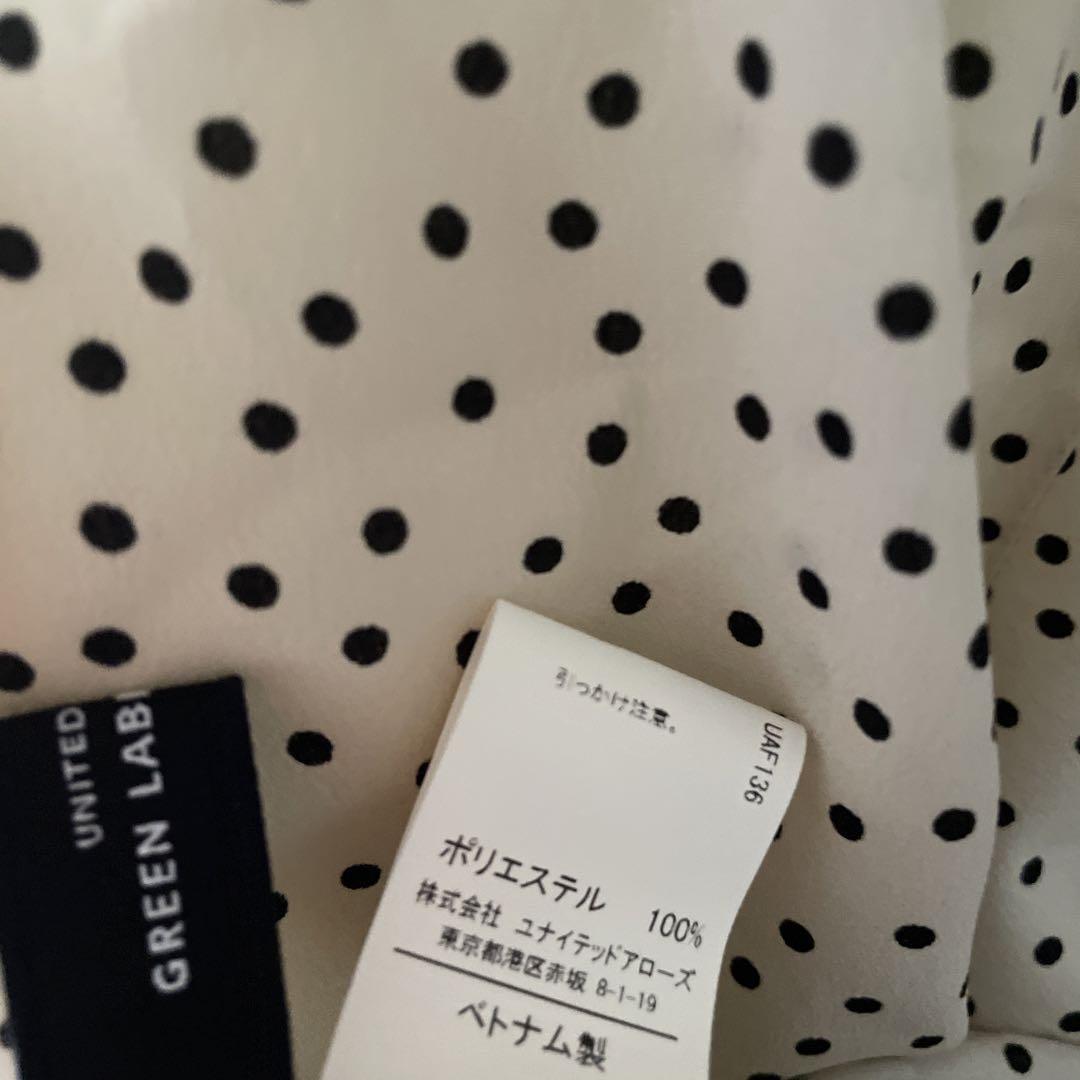 UNITED
GREEN LAB
引っかけ注意。
UAF136
ポリエステル 100%
株式会社 ユナイテッドアローズ
東京都港区赤坂 8-1-19
ベトナム製